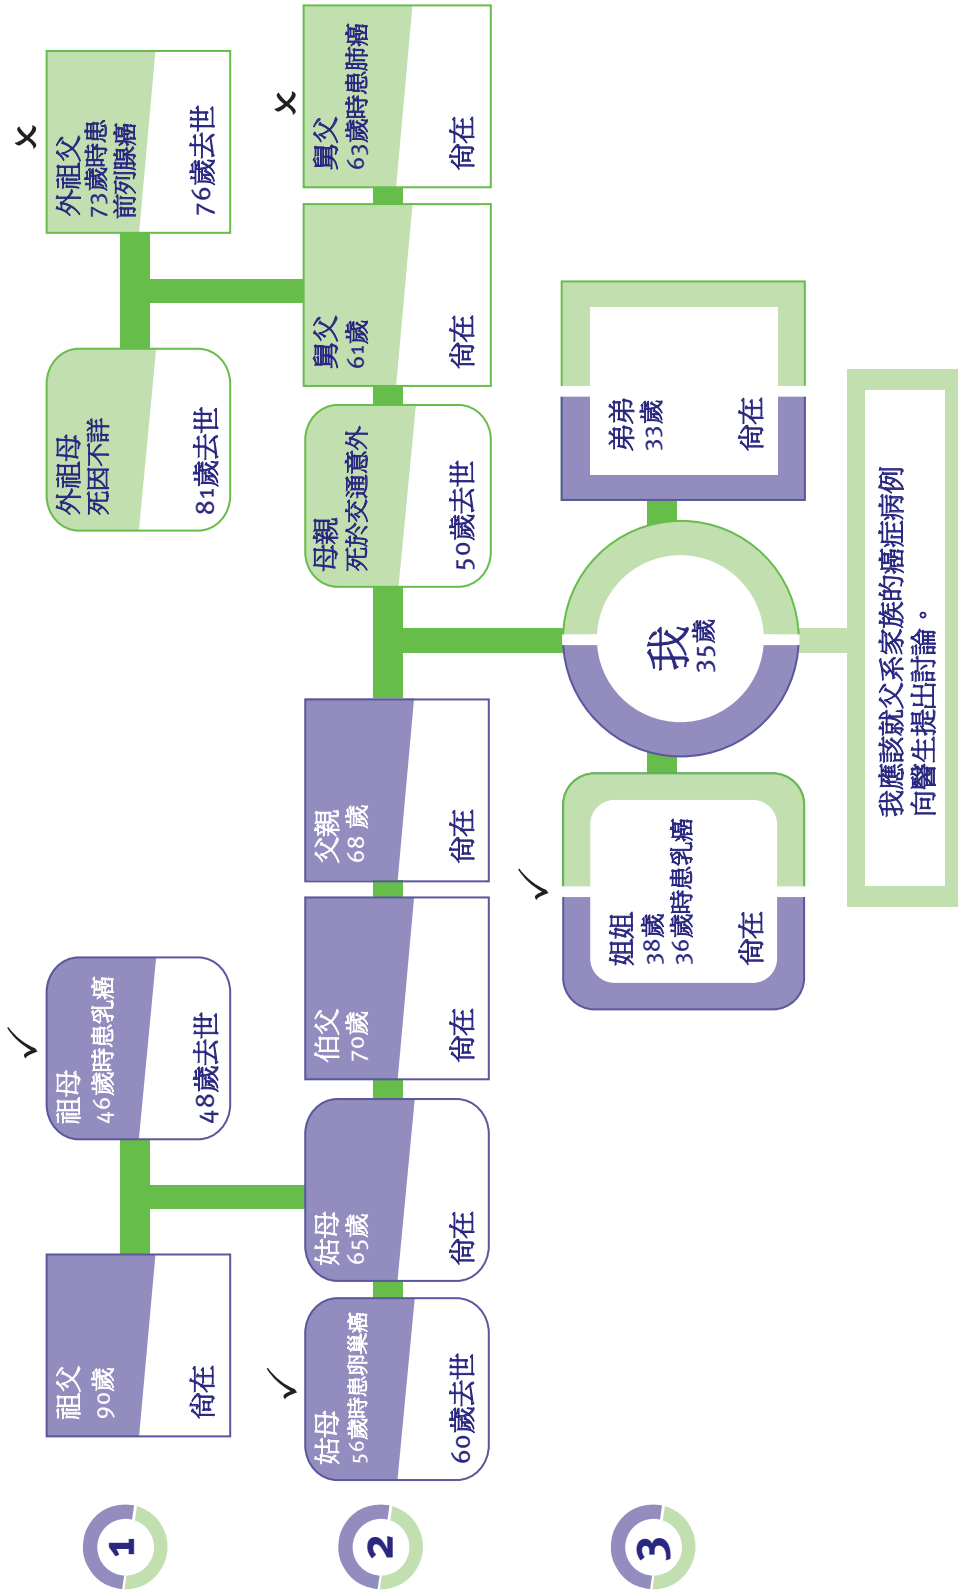 1
祖父
90歲
尚在
祖母
46歲時患乳癌
48歲去世
外祖母
死因不詳
81歲去世
外祖父
73歲時患
前列腺癌
76歲去世
2
姑母
56歲時患卵巢癌
60歲去世
姑母
65歲
尚在
伯父
70歲
尚在
父親
68 歲
尚在
母親
死於交通意外
50歲去世
舅父
61歲
尚在
舅父
63歲時患肺癌
尚在
3
姐姐
38歲
36歲時患乳癌
尚在
我
35歲
弟弟
33歲
尚在
我應該就父系家族的癌症病例
向醫生提出討論。